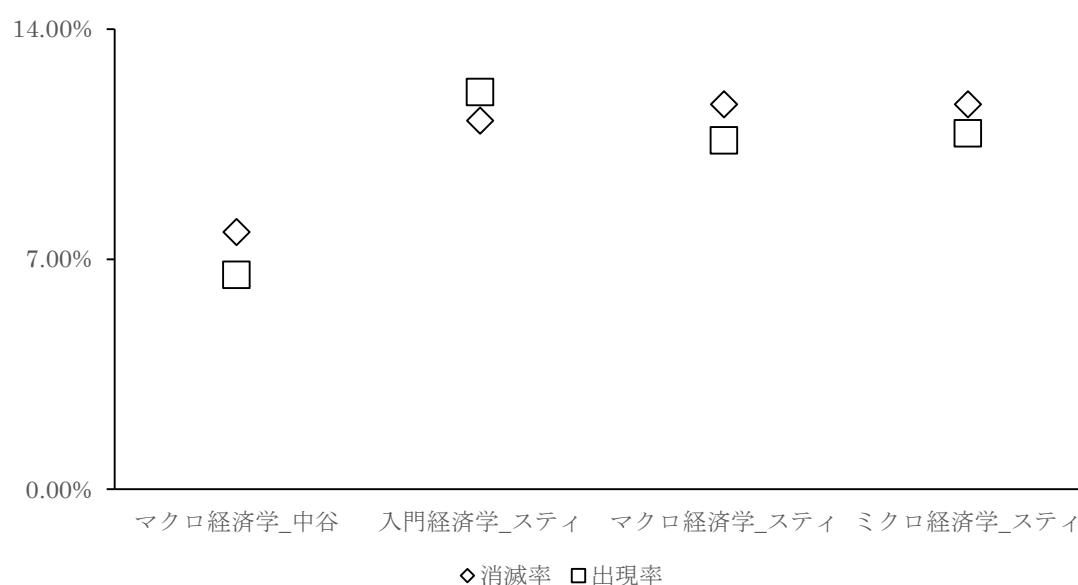 14.00%
7.00%
0.00%
マクロ経済学_中谷 入門経済学_スティ マクロ経済学_スティ ミクロ経済学_スティ
消滅率 出現率